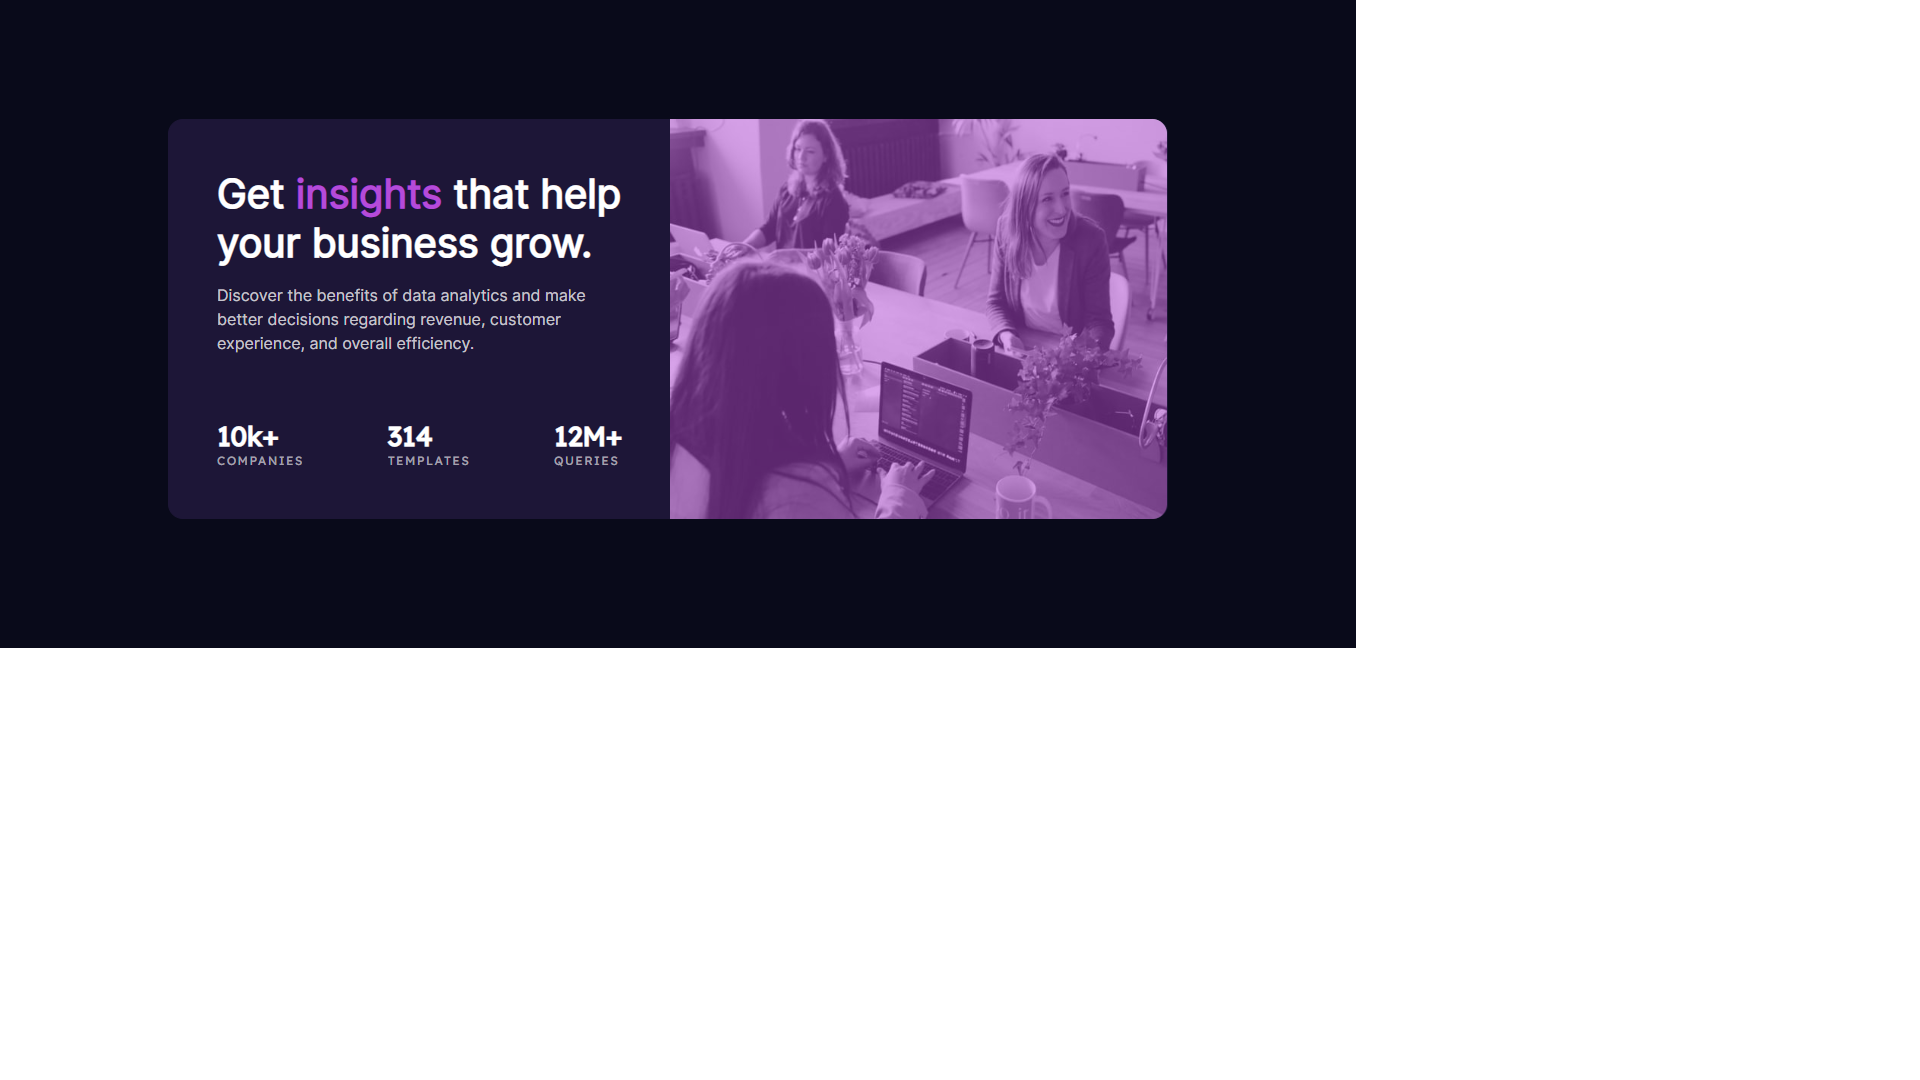 Get insights that help
your business grow.
Discover the benefits of data analytics and make
better decisions regarding revenue, customer
experience, and overall efficiency.
10k+ 314 12M+
COMPANIES TEMPLATES QUERIES